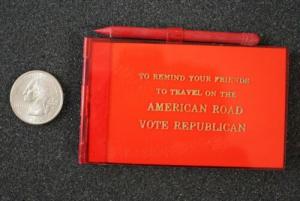 TO REMIND YOUR FRIENDS
TO TRAVEL ON THE
AMERICAN ROAD
VOTE REPUBLICAN